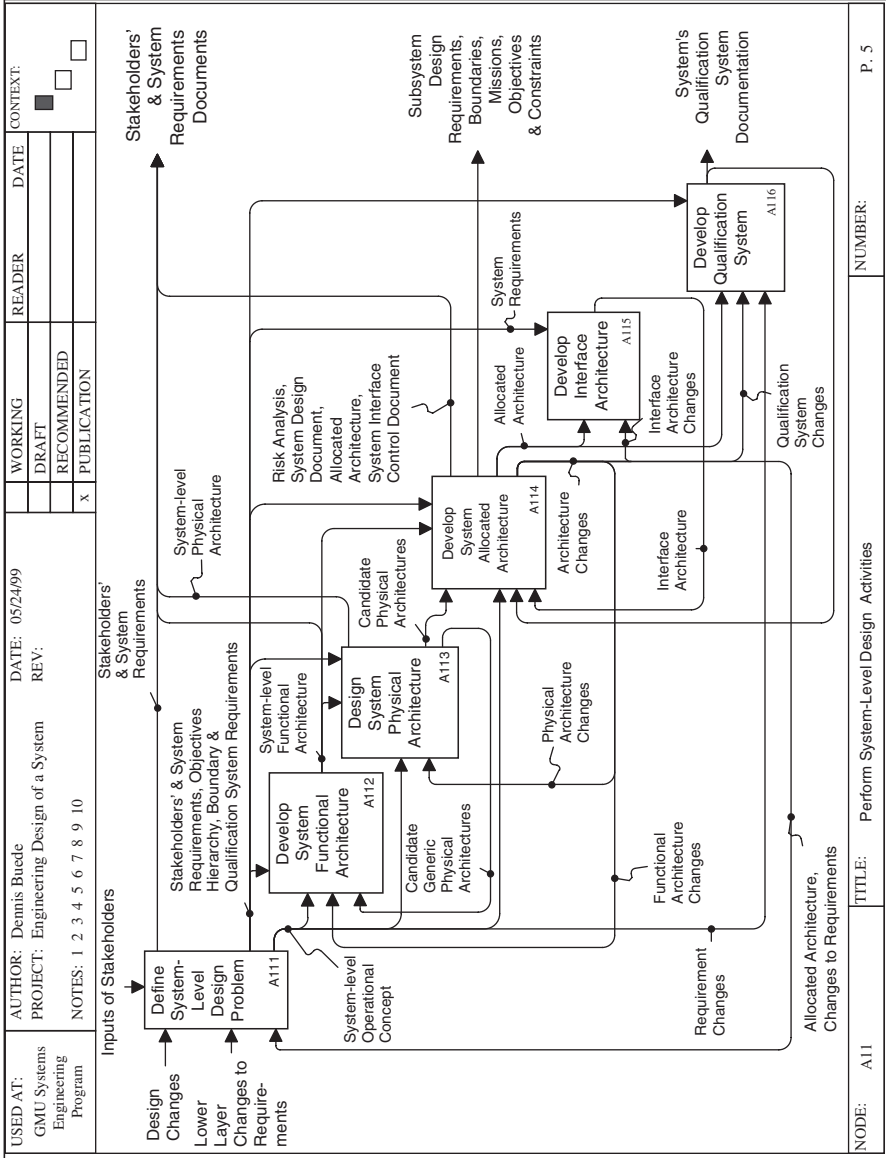 USED AT:
GMU Systems
Engineering
Program
AUTHOR: Dennis Buede
PROJECT: Engineering Design of a System
NOTES: 1 2 3 4 5 6 7 8 9 10
DATE: 05/24/99
REV:
WORKING
DRAFT
RECOMMENDED
x PUBLICATION
READER
DATE
CONTEXT:
Inputs of Stakeholders
Design
Changes
Lower
Layer
Changes to
Require-
ments
Define
System-
Level
Design
Problem
A111
Stakeholders'
& System
Requirements
Stakeholders' & System
Requirements, Objectives
Hierarchy, Boundary &
Qualification System Requirements
System-level
Operational
Concept
Develop
System
Functional
Architecture
A112
System-level
Functional
Architecture
System-level
Physical
Architecture
Candidate
Generic
Physical
Architectures
Design
System
Physical
Architecture
A113
Candidate
Physical
Architectures
Risk Analysis,
System Design
Document,
Allocated
Architecture,
System Interface
Control Document
Develop
System
Allocated
Architecture
A114
Physical
Architecture
Changes
Functional
Architecture
Changes
Requirement
Changes
Allocated Architecture,
Changes to Requirements
Architecture
Changes
Allocated
Architecture
System
Requirements
Develop
Interface
Architecture
A115
Interface
Architecture
Changes
Interface
Architecture
Qualification
System
Changes
Develop
Qualification
System
A116
Stakeholders'
& System
Requirements
Documents
Subsystem
Design
Requirements,
Boundaries,
Missions,
Objectives
& Constraints
System's
Qualification
System
Documentation
NODE: A11
TITLE: Perform System-Level Design Activities
NUMBER:
P. 5